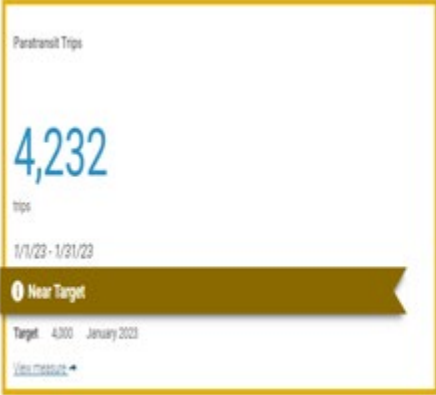 Paratransit Trips
4,232
trips
1/1/23 - 1/31/23
Near Target
Target 4,000 January 2023
View measure